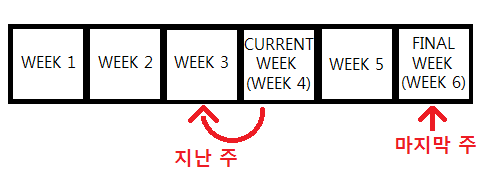 WEEK 1
WEEK 2
WEEK 3
CURRENT
WEEK
(WEEK 4)
WEEK 5
FINAL
WEEK
(WEEK 6)
지난 주
마지막 주